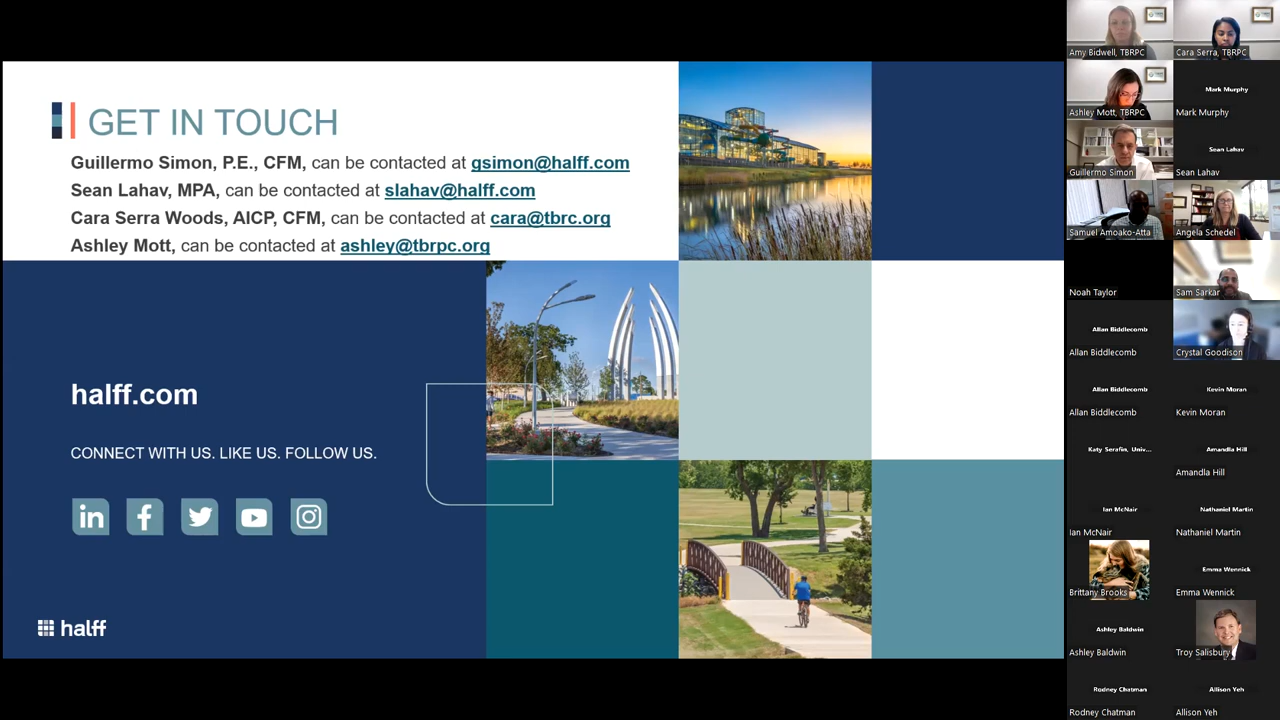 GET IN TOUCH
Guillermo Simon, P.E., CFM, can be contacted at gsimon@halff.com
Sean Lahav, MPA, can be contacted at slahav@halff.com
Cara Serra Woods, AICP, CFM, can be contacted at cara@tbrc.org
Ashley Mott, can be contacted at ashley@tbrpc.org
halff.com
CONNECT WITH US. LIKE US. FOLLOW US.
halff
Amy Bidwell, TBRPC
Cara Serra, TBRPC
Ashley Mott, TBRPC
Mark Murphy
Mark Murphy
Guillermo Simon
Sean Lahav
Sean Lahav
Samuel Amoako-Atta
Angela Schedel
Noah Taylor
Sam Sarkar
Allan Biddlecomb
Allan Biddlecomb
Crystal Goodison
Allan Biddlecomb
Allan Biddlecomb
Kevin Moran
Kevin Moran
Katy Serafin, Univ...
Amandla Hill
Amandla Hill
Ian McNair
Ian McNair
Nathaniel Martin
Nathaniel Martin
Brittany Brooks
Emma Wennick
Emma Wennick
Ashley Baldwin
Ashley Baldwin
Troy Salisbury
Rodney Chatman
Rodney Chatman
Allison Yeh
Allison Yeh